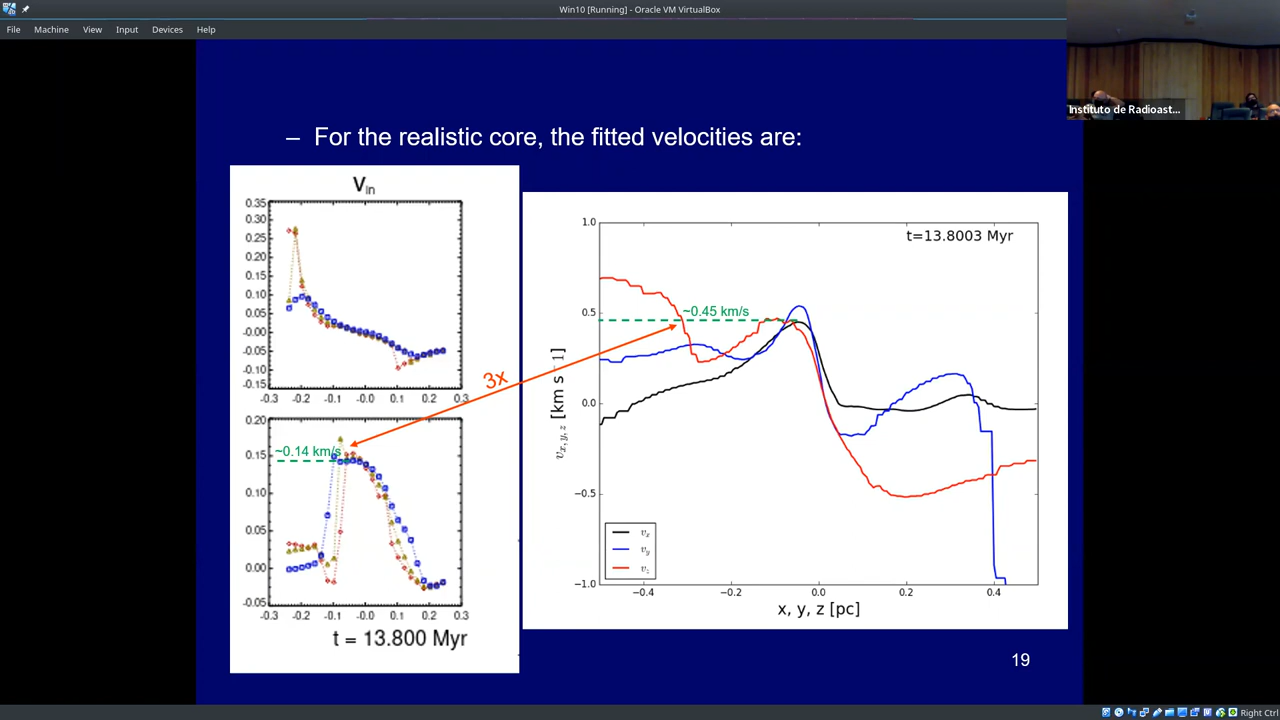 Win10 [Running] - Oracle VM VirtualBox
File Machine View Input Devices Help
Instituto de Radioast...
– For the realistic core, the fitted velocities are:
Vin
0.35
0.30
0.25
0.20
0.15
0.10
0.05
-0.00
-0.05
-0.10
-0.15
-0.3 -0.2 -0.1 -0.0 0.1 0.2 0.3
0.20
0.15
0.10
0.05
0.00
-0.05
~0.14 km/s
-0.3 -0.2 -0.1 -0.0 0.1 0.2 0.3
t = 13.800 Myr
3x
t=13.8003 Myr
~0.45 km/s
1.0
0.5
0.0
−0.5
−1.0
vx,y,z [km s−1]
vx
vy
vz
−0.4 −0.2 0.0 0.2 0.4
x, y, z [pc]
19
Right Ctrl